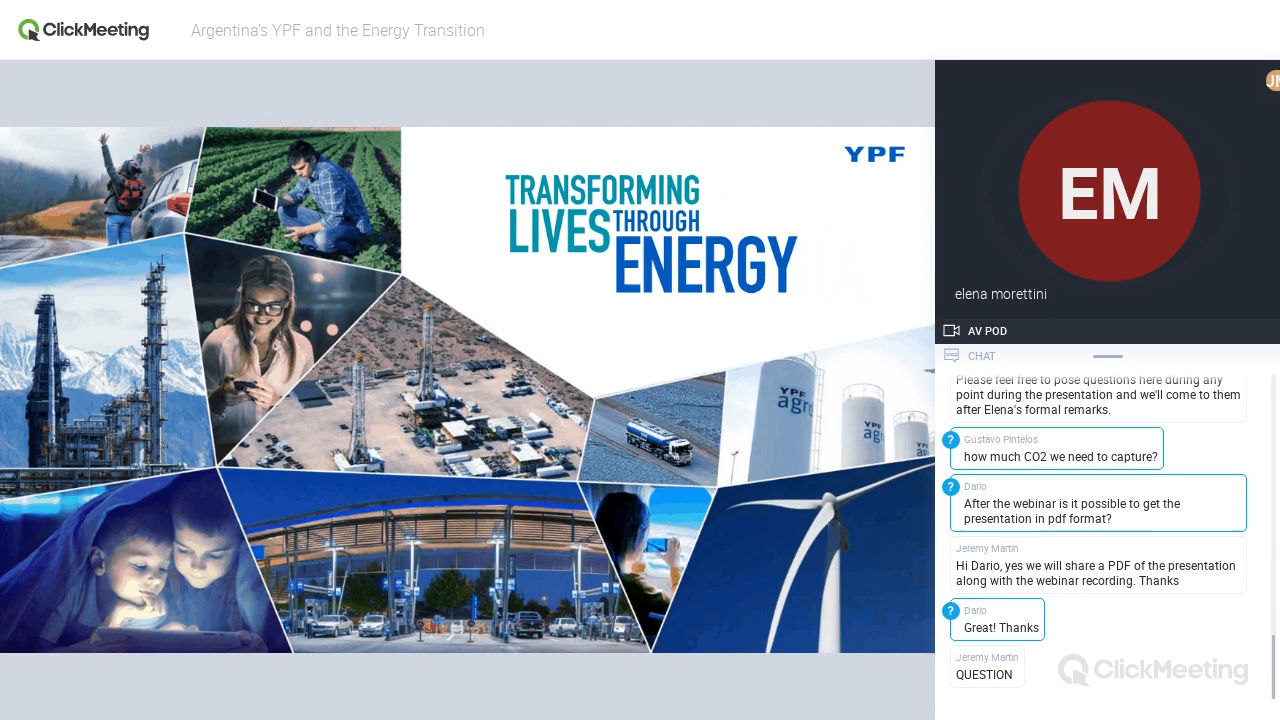 ClickMeeting
Argentina's YPF and the Energy Transition
YPF
TRANSFORMING
LIVES THROUGH
ENERGY
YPF
agro
YPF
ag
YPF
EM
elena morettini
AV POD
CHAT
Please feel free to pose questions here during any
point during the presentation and we'll come to them
after Elena's formal remarks.
?
Gustavo Pintelos
how much CO2 we need to capture?
?
Dario
After the webinar is it possible to get the
presentation in pdf format?
Jeremy Martin
Hi Dario, yes we will share a PDF of the presentation
along with the webinar recording. Thanks
?
Dario
Great! Thanks
Jeremy Martin
QUESTION
ClickMeeting